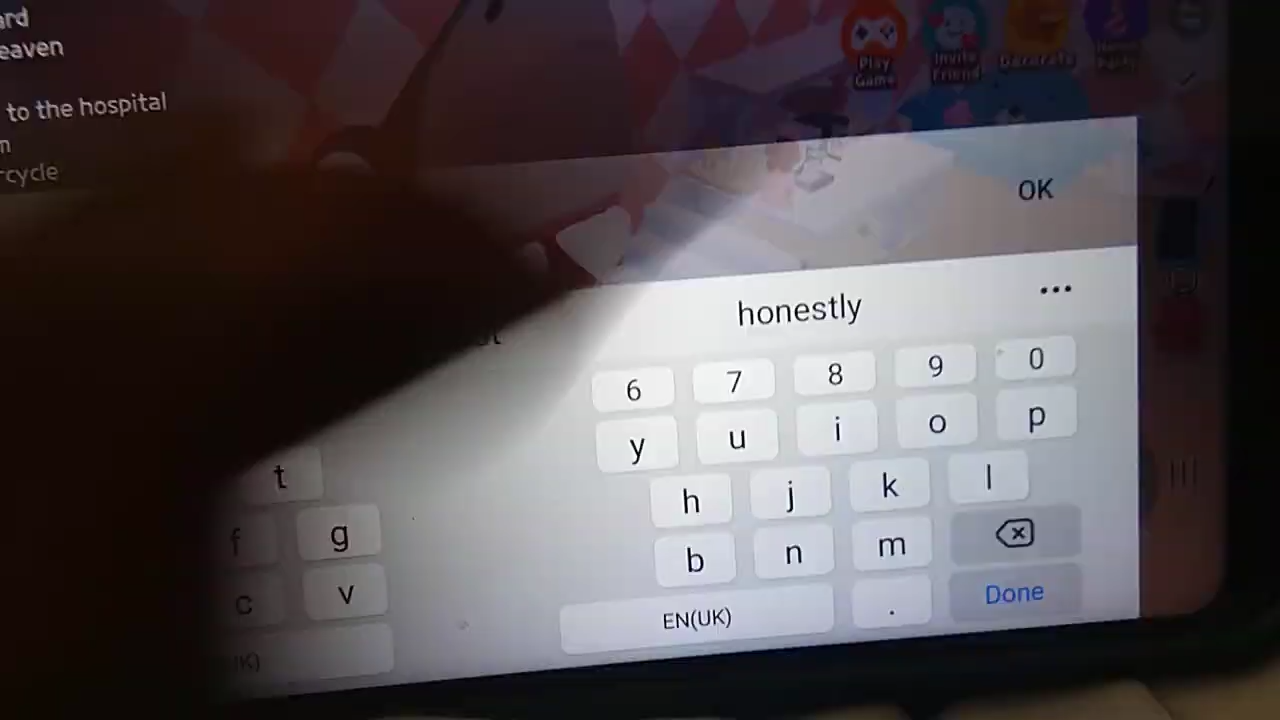 ard
eaven
to the hospital
rcycle
Play
Game
Invite
Friend
Decorate
OK
honestly
6 7 8 9 0
y u i o p
t
h j k l
f g
b n m
c v
EN(UK) . Done